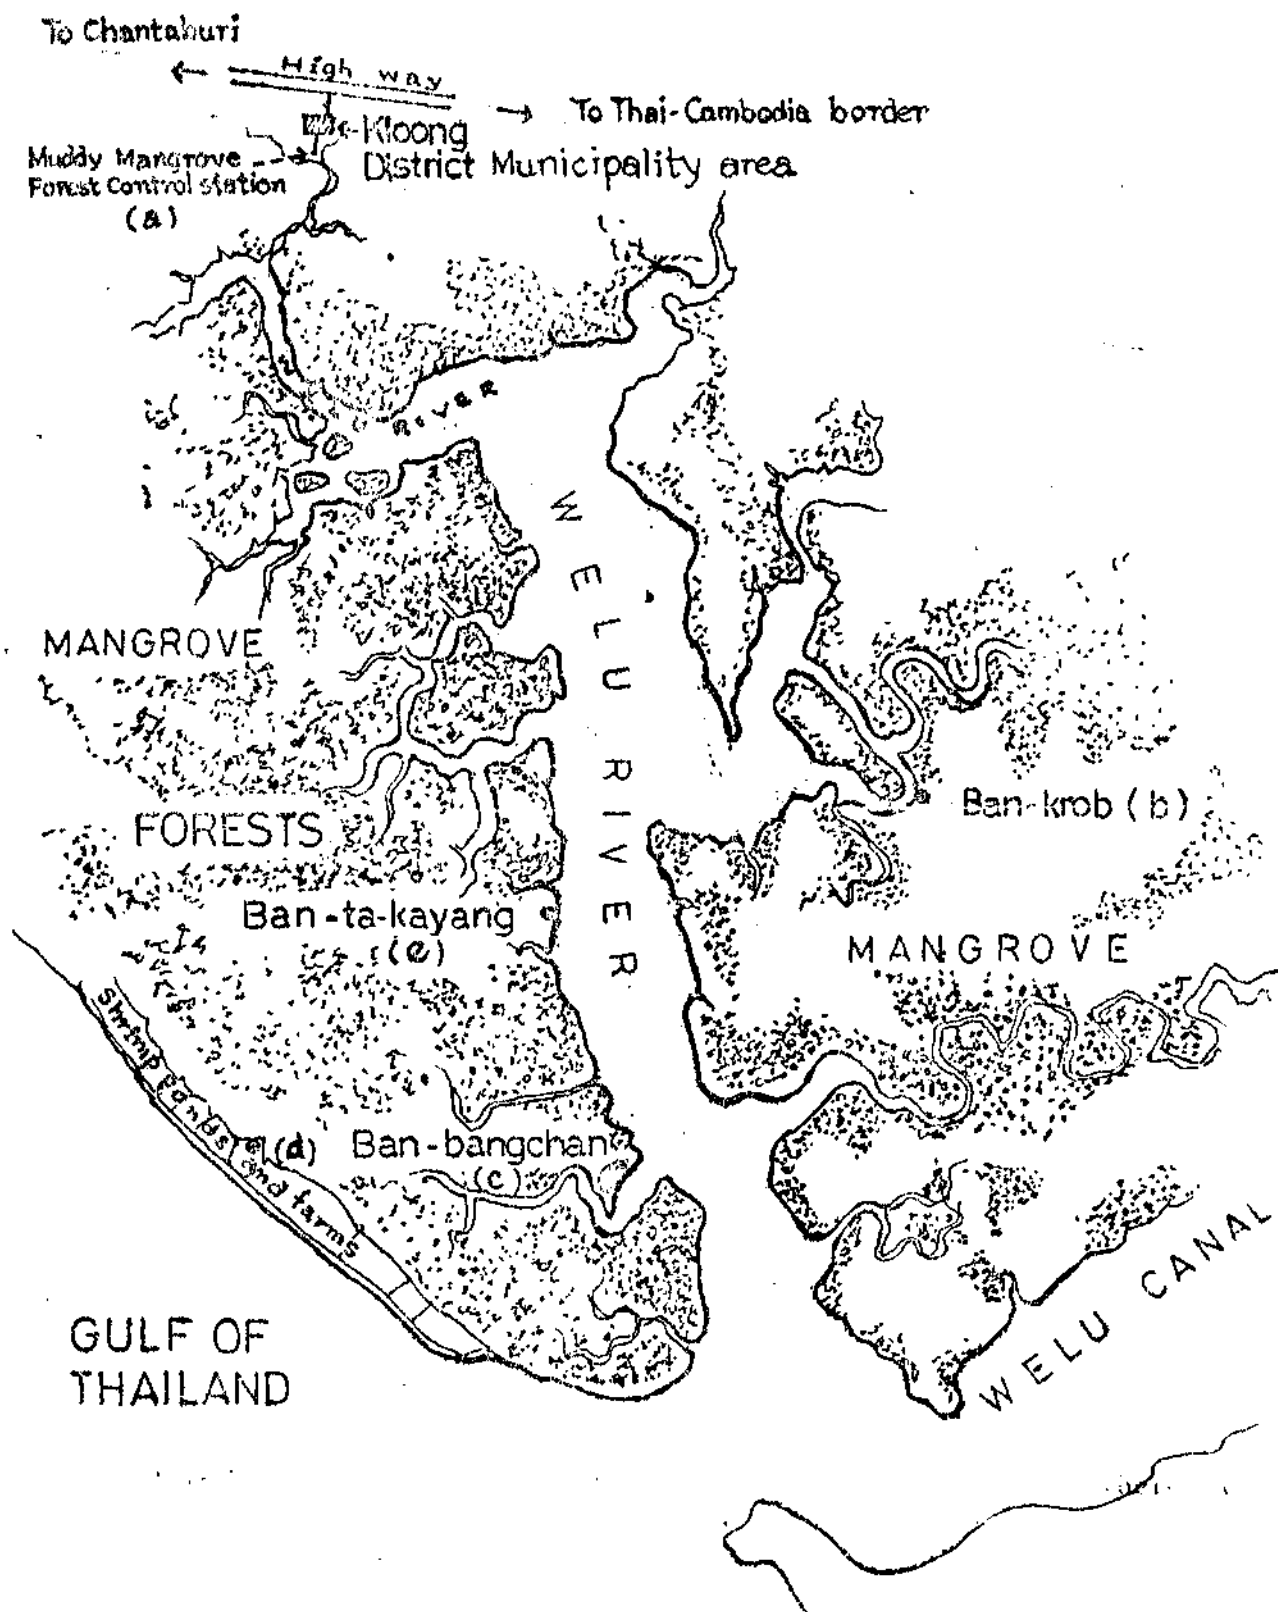 To Chantaburi
High way
To Thai-Cambodia border
Kloong
District Municipality area
Muddy Mangrove
Forest Control station
(a)
RIVER
WELU RIVER
MANGROVE
FORESTS
Ban-krob (b)
Ban-ta-kayang
(e)
MANGROVE
Shrimp ponds and farms
(d)
Ban-bangchan
(c)
WELU CANAL
GULF OF
THAILAND